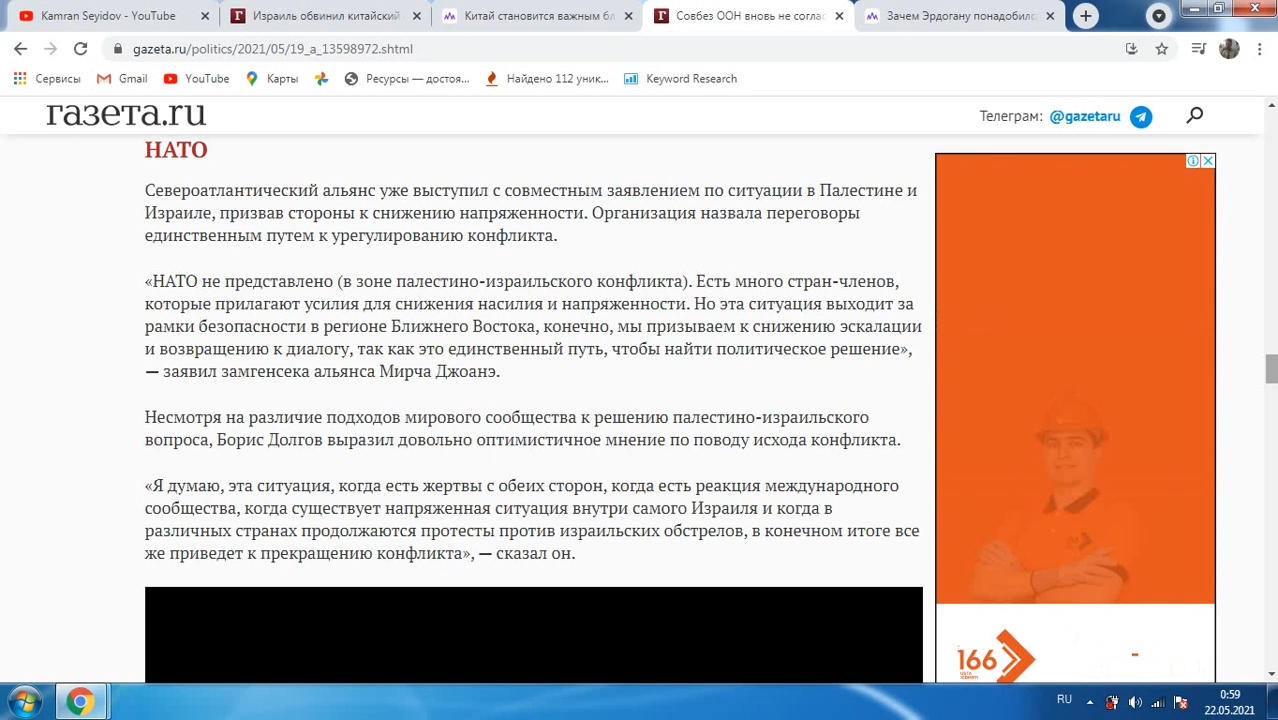 Kamran Seyidov - YouTube
Израиль обвинил китайский
Китай становится важным бл
Совбез ООН вновь не соглас
Зачем Эрдогану понадобилс
gazeta.ru/politics/2021/05/19_a_13598972.shtml
Сервисы
Gmail
YouTube
Карты
Ресурсы — достоя...
Найдено 112 уник...
Keyword Research
газета.ru
Телеграм: @gazetaru
НАТО
Североатлантический альянс уже выступил с совместным заявлением по ситуации в Палестине и
Израиле, призвав стороны к снижению напряженности. Организация назвала переговоры
единственным путем к урегулированию конфликта.
«НАТО не представлено (в зоне палестино-израильского конфликта). Есть много стран-членов,
которые прилагают усилия для снижения насилия и напряженности. Но эта ситуация выходит за
рамки безопасности в регионе Ближнего Востока, конечно, мы призываем к снижению эскалации
и возвращению к диалогу, так как это единственный путь, чтобы найти политическое решение»,
— заявил замгенсека альянса Мирча Джоанэ.
Несмотря на различие подходов мирового сообщества к решению палестино-израильского
вопроса, Борис Долгов выразил довольно оптимистичное мнение по поводу исхода конфликта.
«Я думаю, эта ситуация, когда есть жертвы с обеих сторон, когда есть реакция международного
сообщества, когда существует напряженная ситуация внутри самого Израиля и когда в
различных странах продолжаются протесты против израильских обстрелов, в конечном итоге все
же приведет к прекращению конфликта», — сказал он.
166
RU
0:59
22.05.2021